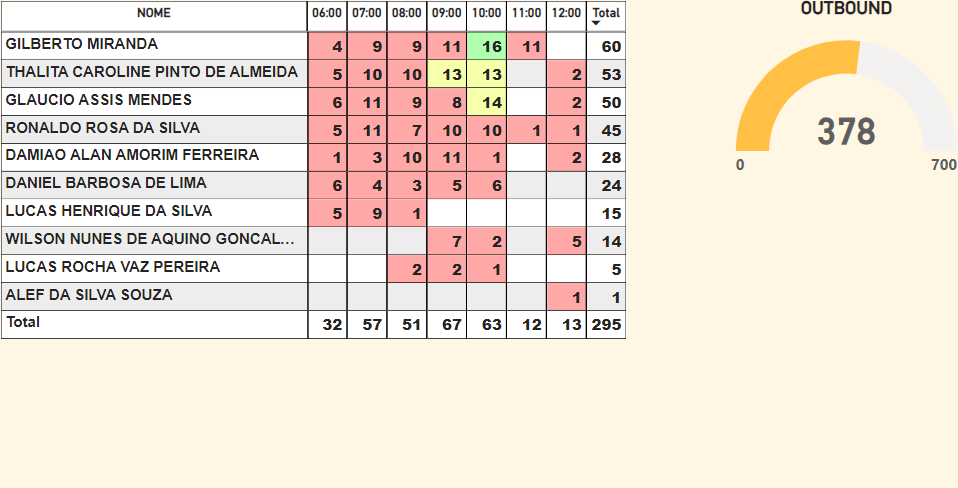 NOME 06:00 07:00 08:00 09:00 10:00 11:00 12:00 Total
GILBERTO MIRANDA 4 9 9 11 16 11 60
THALITA CAROLINE PINTO DE ALMEIDA 5 10 10 13 13 2 53
GLAUCIO ASSIS MENDES 6 11 9 8 14 2 50
RONALDO ROSA DA SILVA 5 11 7 10 10 1 1 45
DAMIAO ALAN AMORIM FERREIRA 1 3 10 11 1 2 28
DANIEL BARBOSA DE LIMA 6 4 3 5 6 24
LUCAS HENRIQUE DA SILVA 5 9 1 15
WILSON NUNES DE AQUINO GONCAL... 7 2 5 14
LUCAS ROCHA VAZ PEREIRA 2 2 1 5
ALEF DA SILVA SOUZA 1 1
Total 32 57 51 67 63 12 13 295
OUTBOUND
378
0 700